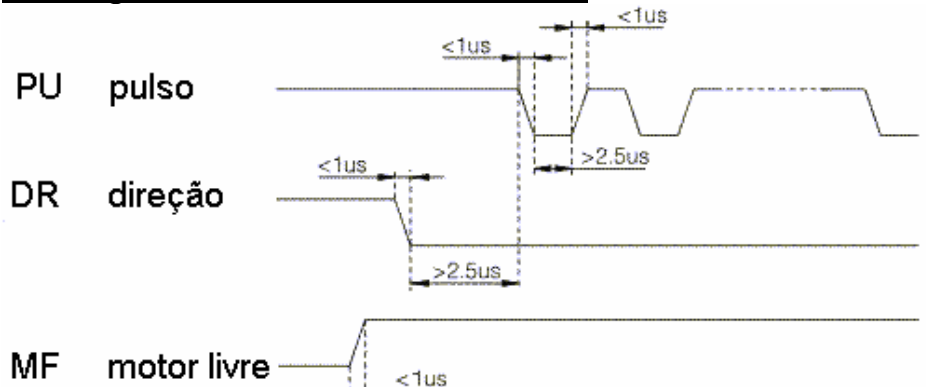 <1us
<1us
PU pulso
>2.5us
<1us
DR direção
>2.5us
MF motor livre
<1us